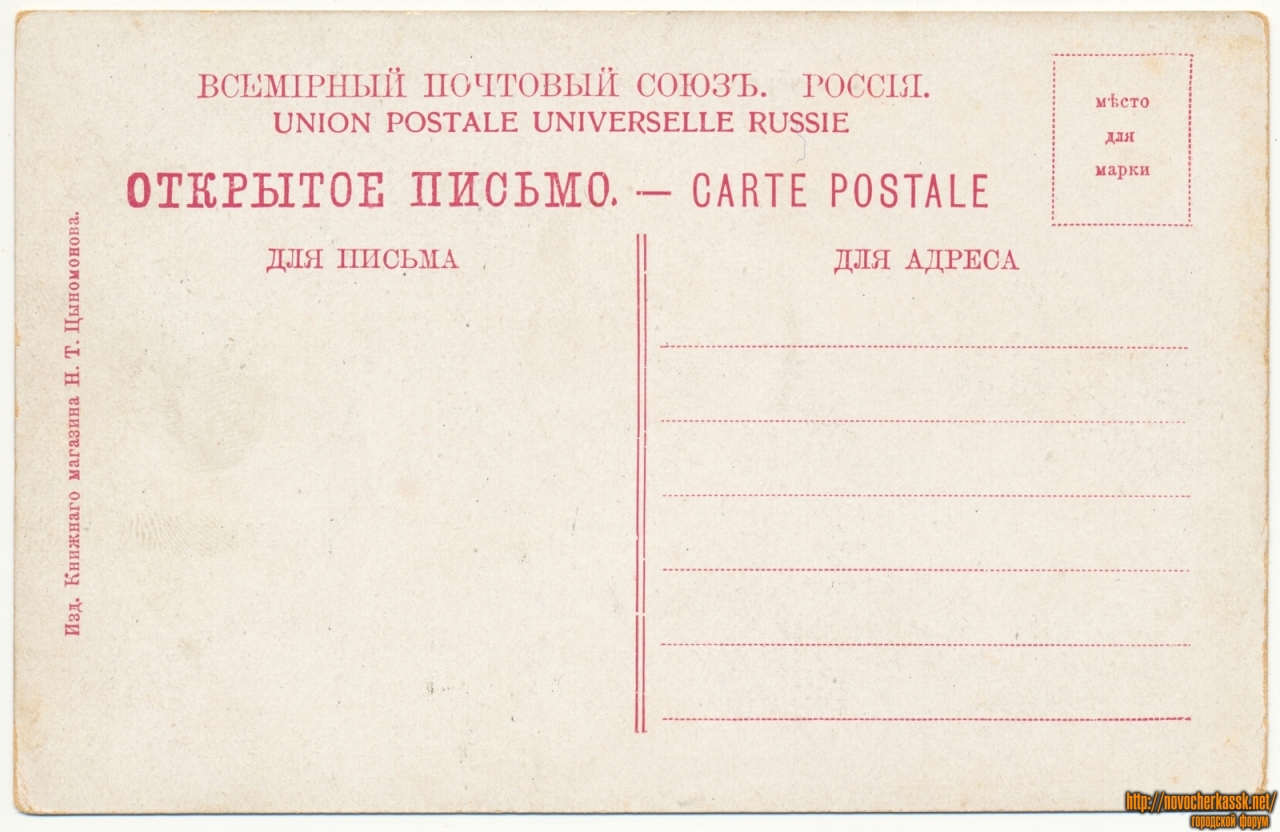 ВСЕМІРНЫЙ ПОЧТОВЫЙ СОЮЗЪ. РОССІЯ.
UNION POSTALE UNIVERSELLE RUSSIE
ОТКРЫТОЕ ПИСЬМО. — CARTE POSTALE
мѣсто
для
марки
ДЛЯ ПИСЬМА
ДЛЯ АДРЕСА
Изд. Книжнаго магазина Н. Т. Цыномонова.
http://novocherkassk.net/
городской форум